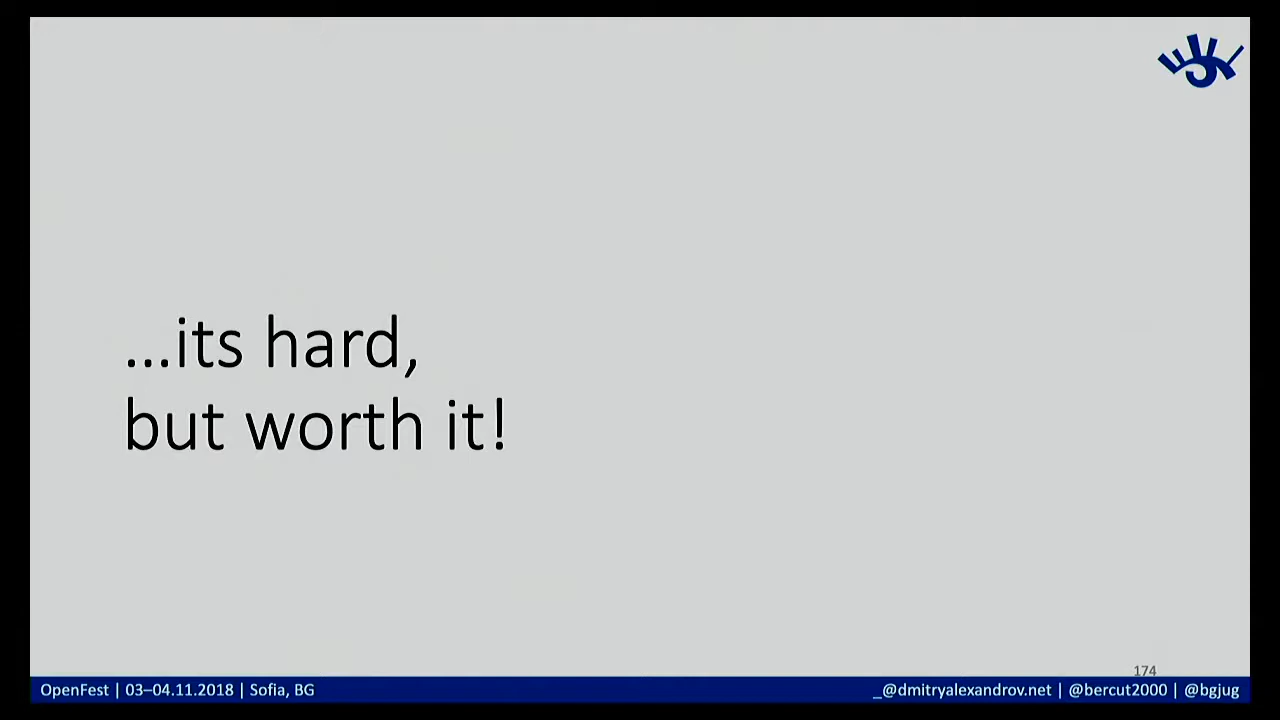 ...its hard,
but worth it!
174
OpenFest | 03–04.11.2018 | Sofia, BG
_@dmitryalexandrov.net | @bercut2000 | @bgjug